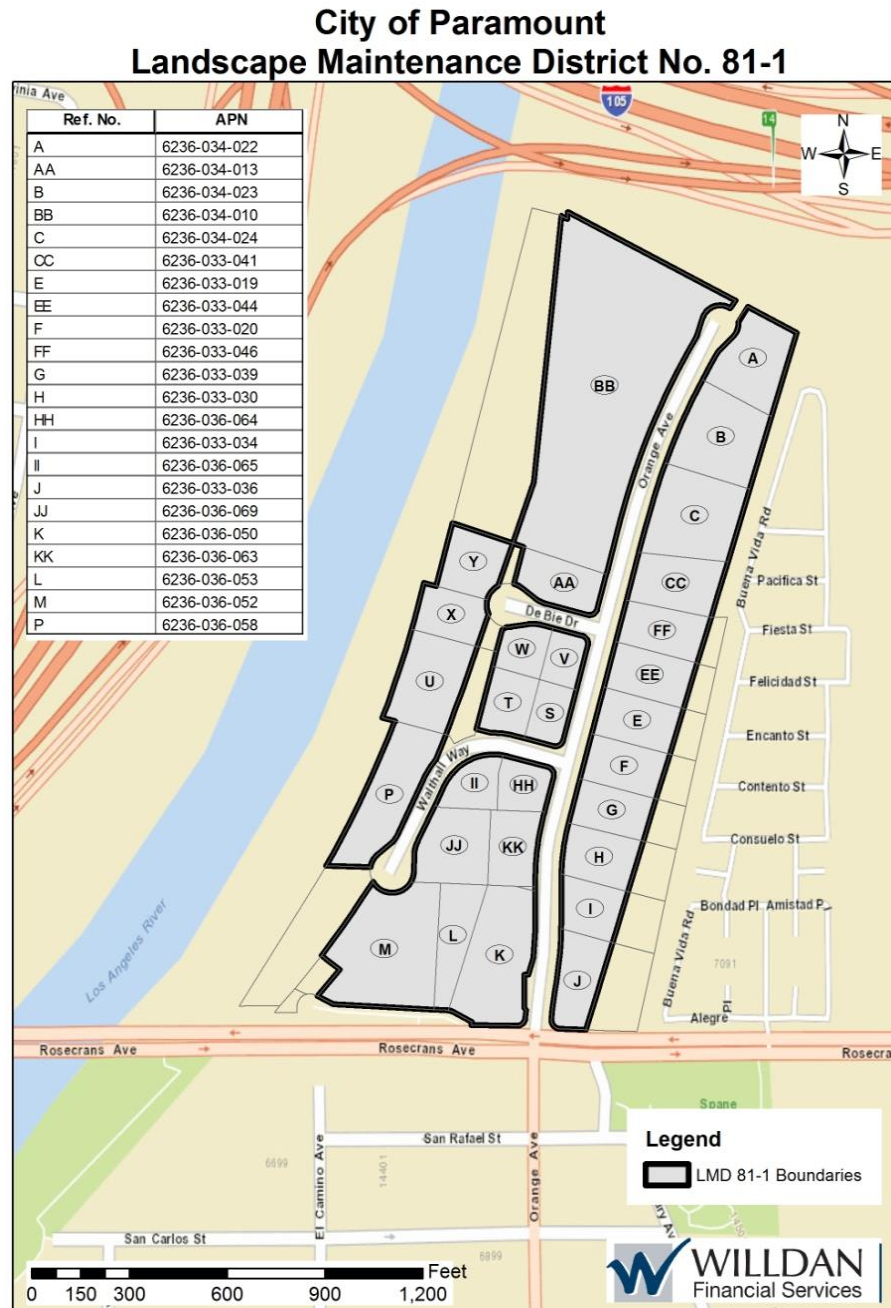 City of Paramount
Landscape Maintenance District No. 81-1
105
14
N
W E
S
Ref. No. APN
A 6236-034-022
AA 6236-034-013
B 6236-034-023
BB 6236-034-010
C 6236-034-024
CC 6236-033-041
E 6236-033-019
EE 6236-033-044
F 6236-033-020
FF 6236-033-046
G 6236-033-039
H 6236-033-030
HH 6236-036-064
I 6236-033-034
II 6236-036-065
J 6236-033-036
JJ 6236-036-069
K 6236-036-050
KK 6236-036-063
L 6236-036-053
M 6236-036-052
P 6236-036-058
A
BB
B
Orange Ave
C
Y
AA
CC
Buena Vida Rd
Pacifica St
X
De Bie Dr
FF
Fiesta St
W
V
U
EE
Felicidad St
T
S
E
Encanto St
Walthall Way
F
II
HH
P
G
Contento St
JJ
KK
H
Consuelo St
I
Bondad Pl
Amistad P
L
M
K
Los Angeles River
J
Buena Vida Rd
7091
Alegre Pl
Rosecrans Ave
Rosecrans Ave
Rosecra
Spane
San Rafael St
6699
14401
El Camino Ave
Orange Ave
Legend
LMD 81-1 Boundaries
ry Av
San Carlos St
6899
Feet
0 150 300 600 900 1,200
WILLDAN
Financial Services